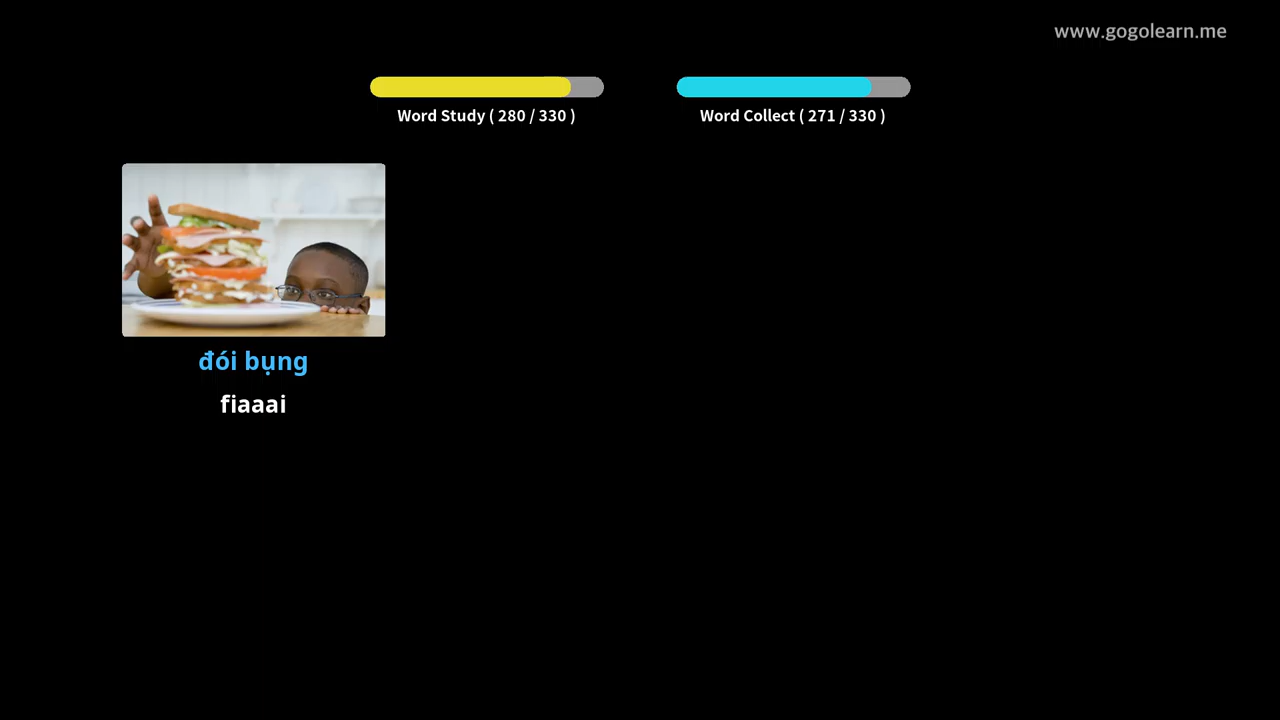 www.gogolearn.me
Word Study ( 280 / 330 )
Word Collect ( 271 / 330 )
đói bụng
fiaaai